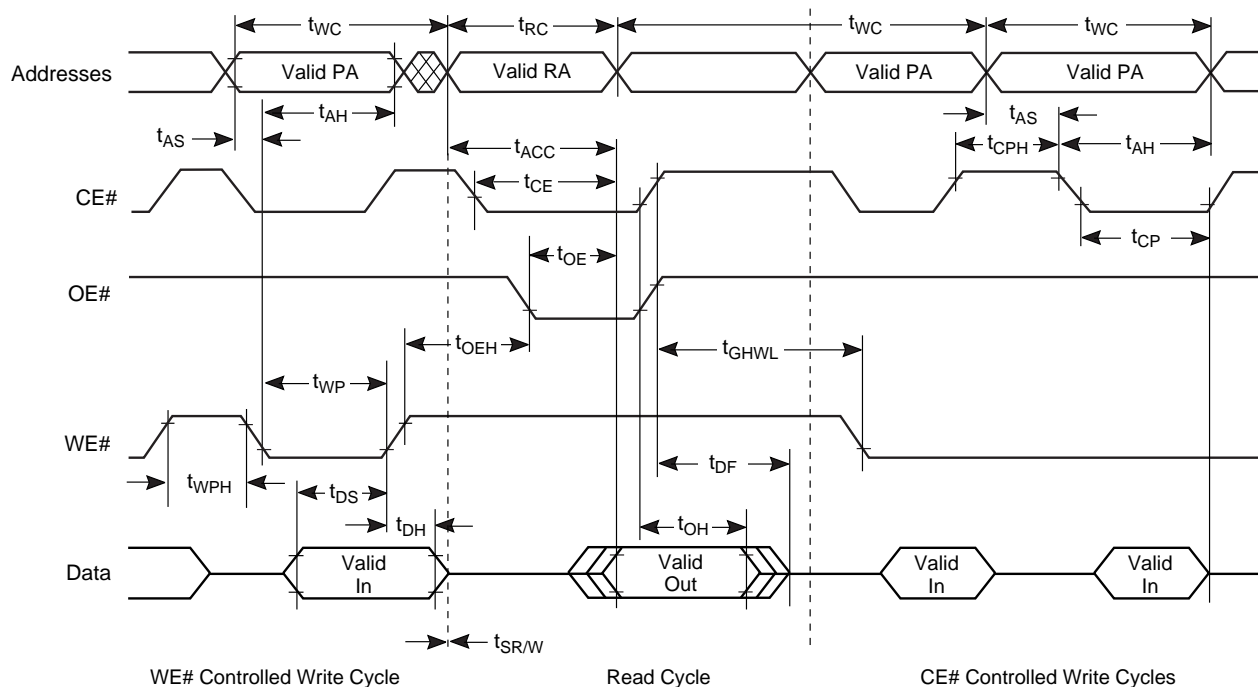 tWC tRC tWC tWC
Addresses Valid PA Valid RA Valid PA Valid PA
tAS tAH tAS
tACC tCPH tAH
CE# tCE
tCP
OE# tOE
tOEH tGHWL
tWP
WE#
tWPH tDS tDF
tDH tOH
Data Valid In Valid Out Valid In Valid In
tSR/W
WE# Controlled Write Cycle Read Cycle CE# Controlled Write Cycles